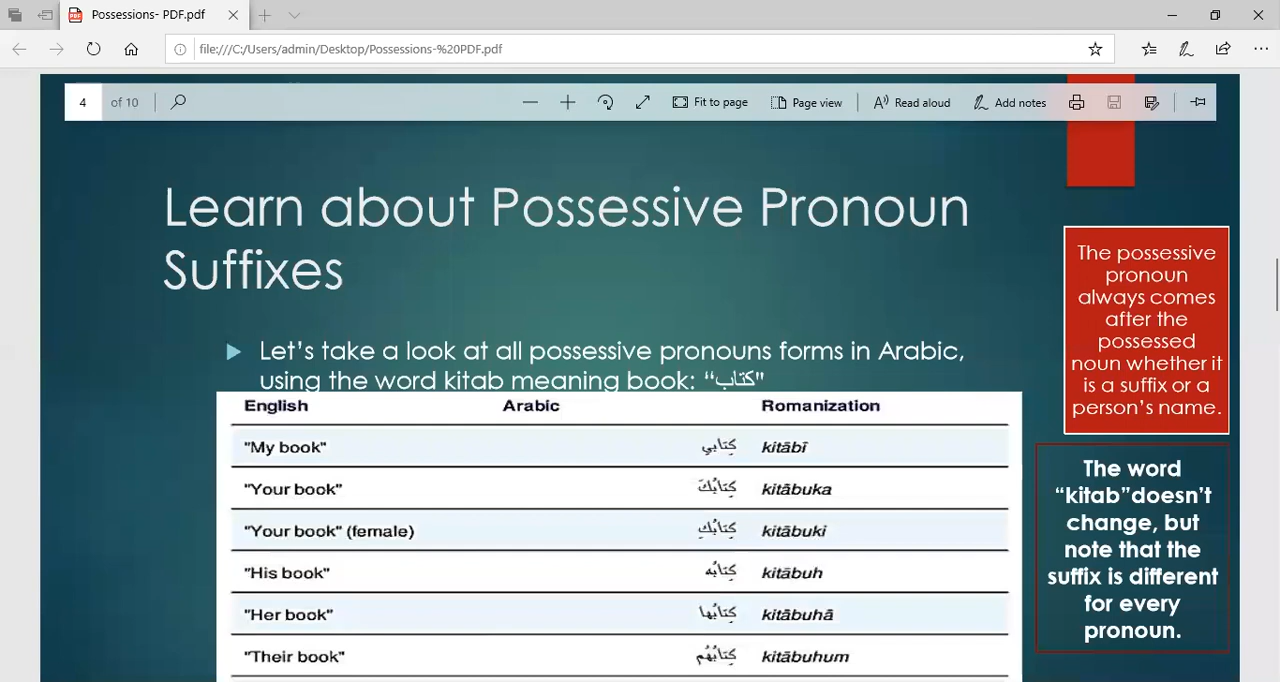 Possessions- PDF.pdf
file:///C:/Users/admin/Desktop/Possessions-%20PDF.pdf
4 of 10 Fit to page Page view Read aloud Add notes
Learn about Possessive Pronoun
Suffixes
Let's take a look at all possessive pronouns forms in Arabic,
using the word kitab meaning book: “كتاب"
English Arabic Romanization
"My book" كِتابي kitābī
"Your book" كِتابُكَ kitābuka
"Your book" (female) كِتابُكِ kitābuki
"His book" كِتابُه kitābuh
"Her book" كِتابُها kitābuhā
"Their book" كِتابُهُم kitābuhum
The possessive
pronoun
always comes
after the
possessed
noun whether it
is a suffix or a
person's name.
The word
“kitab”doesn't
change, but
note that the
suffix is different
for every
pronoun.